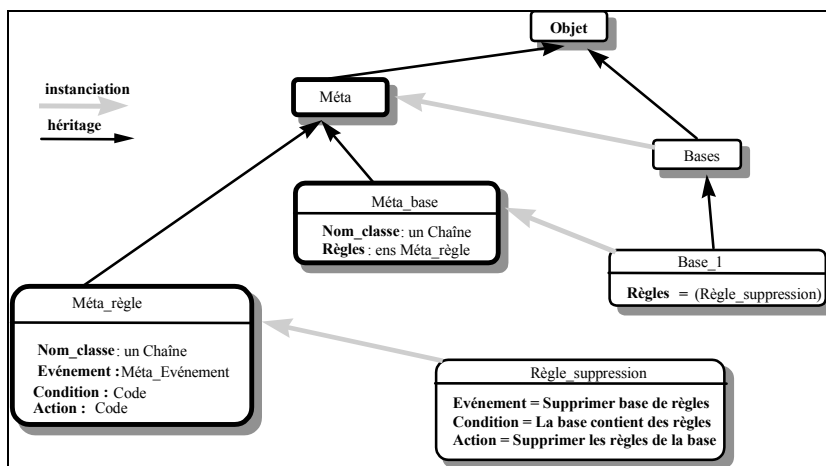 Objet
instanciation
héritage
Méta
Bases
Méta_base
Nom_classe: un Chaîne
Règles : ens Méta_règle
Base_1
Règles = (Règle_suppression)
Méta_règle
Nom_classe : un Chaîne
Evénement : Méta_Evénement
Condition : Code
Action : Code
Règle_suppression
Evénement = Supprimer base de règles
Condition = La base contient des règles
Action = Supprimer les règles de la base